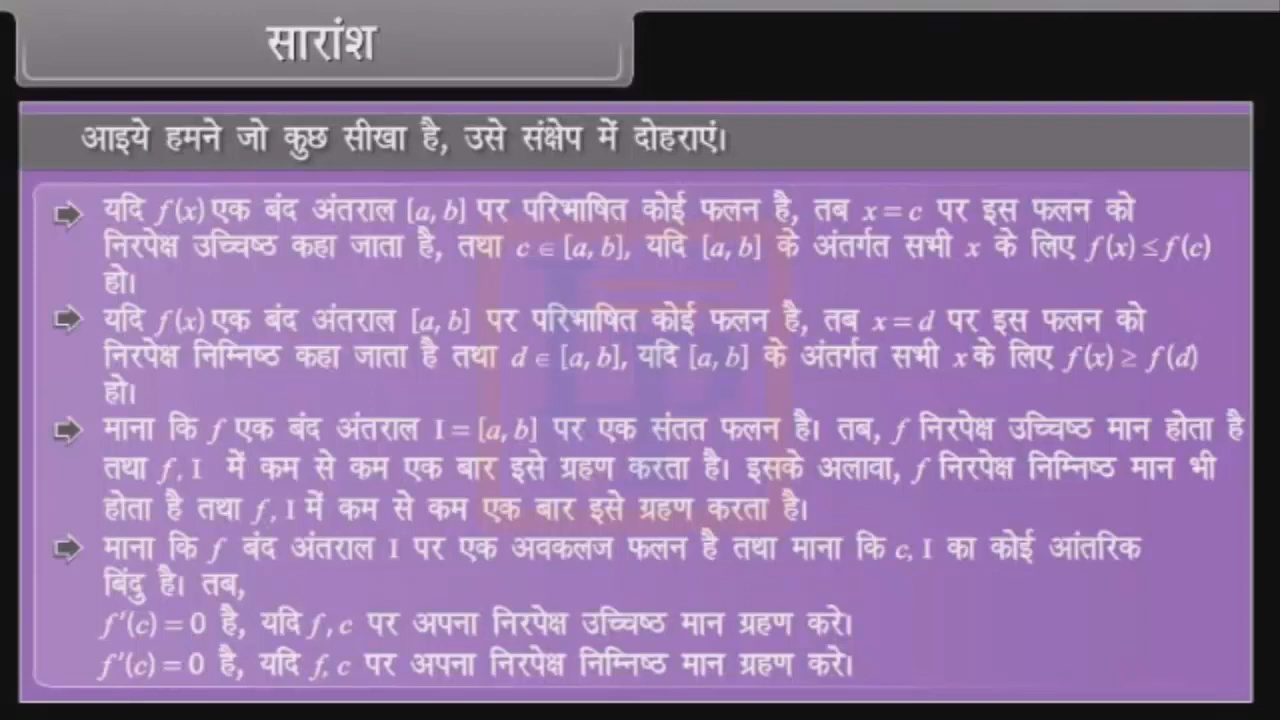 सारांश
आइये हमने जो कुछ सीखा है, उसे संक्षेप में दोहराएं।
यदि f(x) एक बंद अंतराल [a, b] पर परिभाषित कोई फलन है, तब x = c पर इस फलन को
निरपेक्ष उच्चिष्ठ कहा जाता है, तथा c ∈ [a, b], यदि [a, b] के अंतर्गत सभी x के लिए f(x) ≤ f(c)
हो।
यदि f(x) एक बंद अंतराल [a, b] पर परिभाषित कोई फलन है, तब x = d पर इस फलन को
निरपेक्ष निम्निष्ठ कहा जाता है तथा d ∈ [a, b], यदि [a, b] के अंतर्गत सभी x के लिए f(x) ≥ f(d)
हो।
माना कि f एक बंद अंतराल I = [a, b] पर एक संतत फलन है। तब, f निरपेक्ष उच्चिष्ठ मान होता है
तथा f, I में कम से कम एक बार इसे ग्रहण करता है। इसके अलावा, f निरपेक्ष निम्निष्ठ मान भी
होता है तथा f, I में कम से कम एक बार इसे ग्रहण करता है।
माना कि f बंद अंतराल I पर एक अवकलज फलन है तथा माना कि c, I का कोई आंतरिक
बिंदु है। तब,
f'(c) = 0 है, यदि f, c पर अपना निरपेक्ष उच्चिष्ठ मान ग्रहण करे।
f'(c) = 0 है, यदि f, c पर अपना निरपेक्ष निम्निष्ठ मान ग्रहण करे।